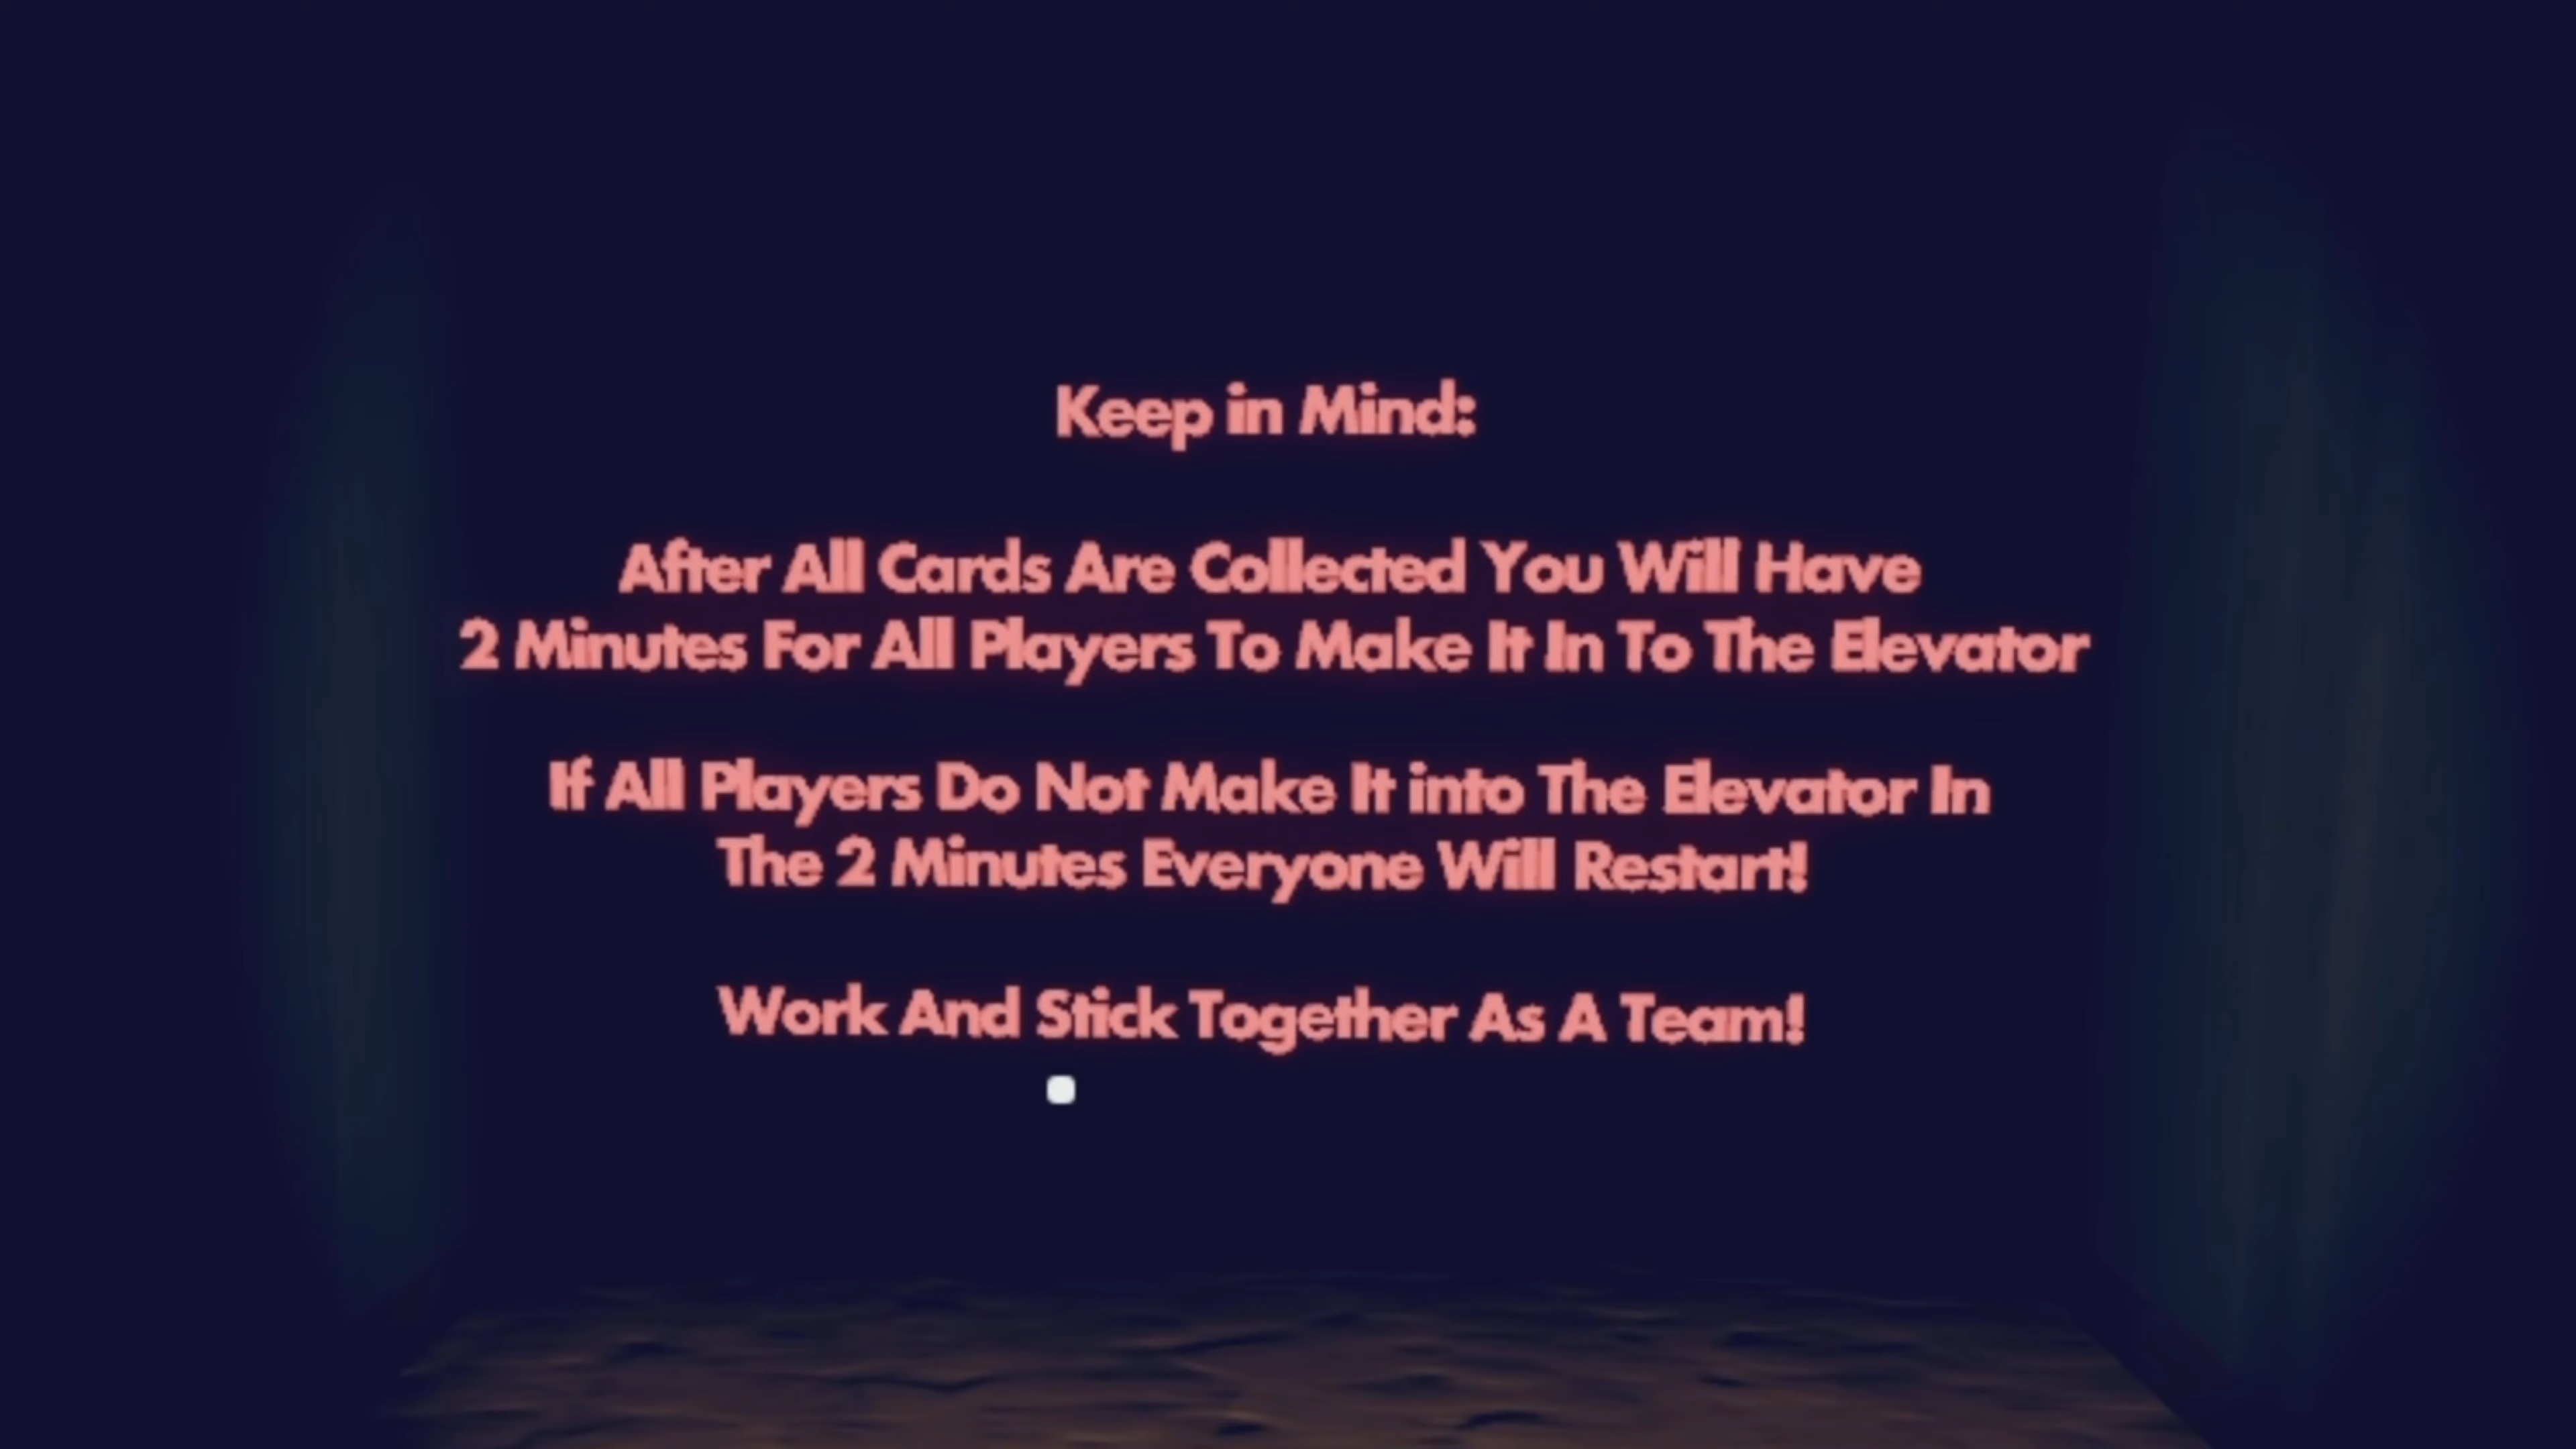 Keep in Mind:
After All Cards Are Collected You Will Have
2 Minutes For All Players To Make It In To The Elevator
If All Players Do Not Make It into The Elevator In
The 2 Minutes Everyone Will Restart!
Work And Stick Together As A Team!